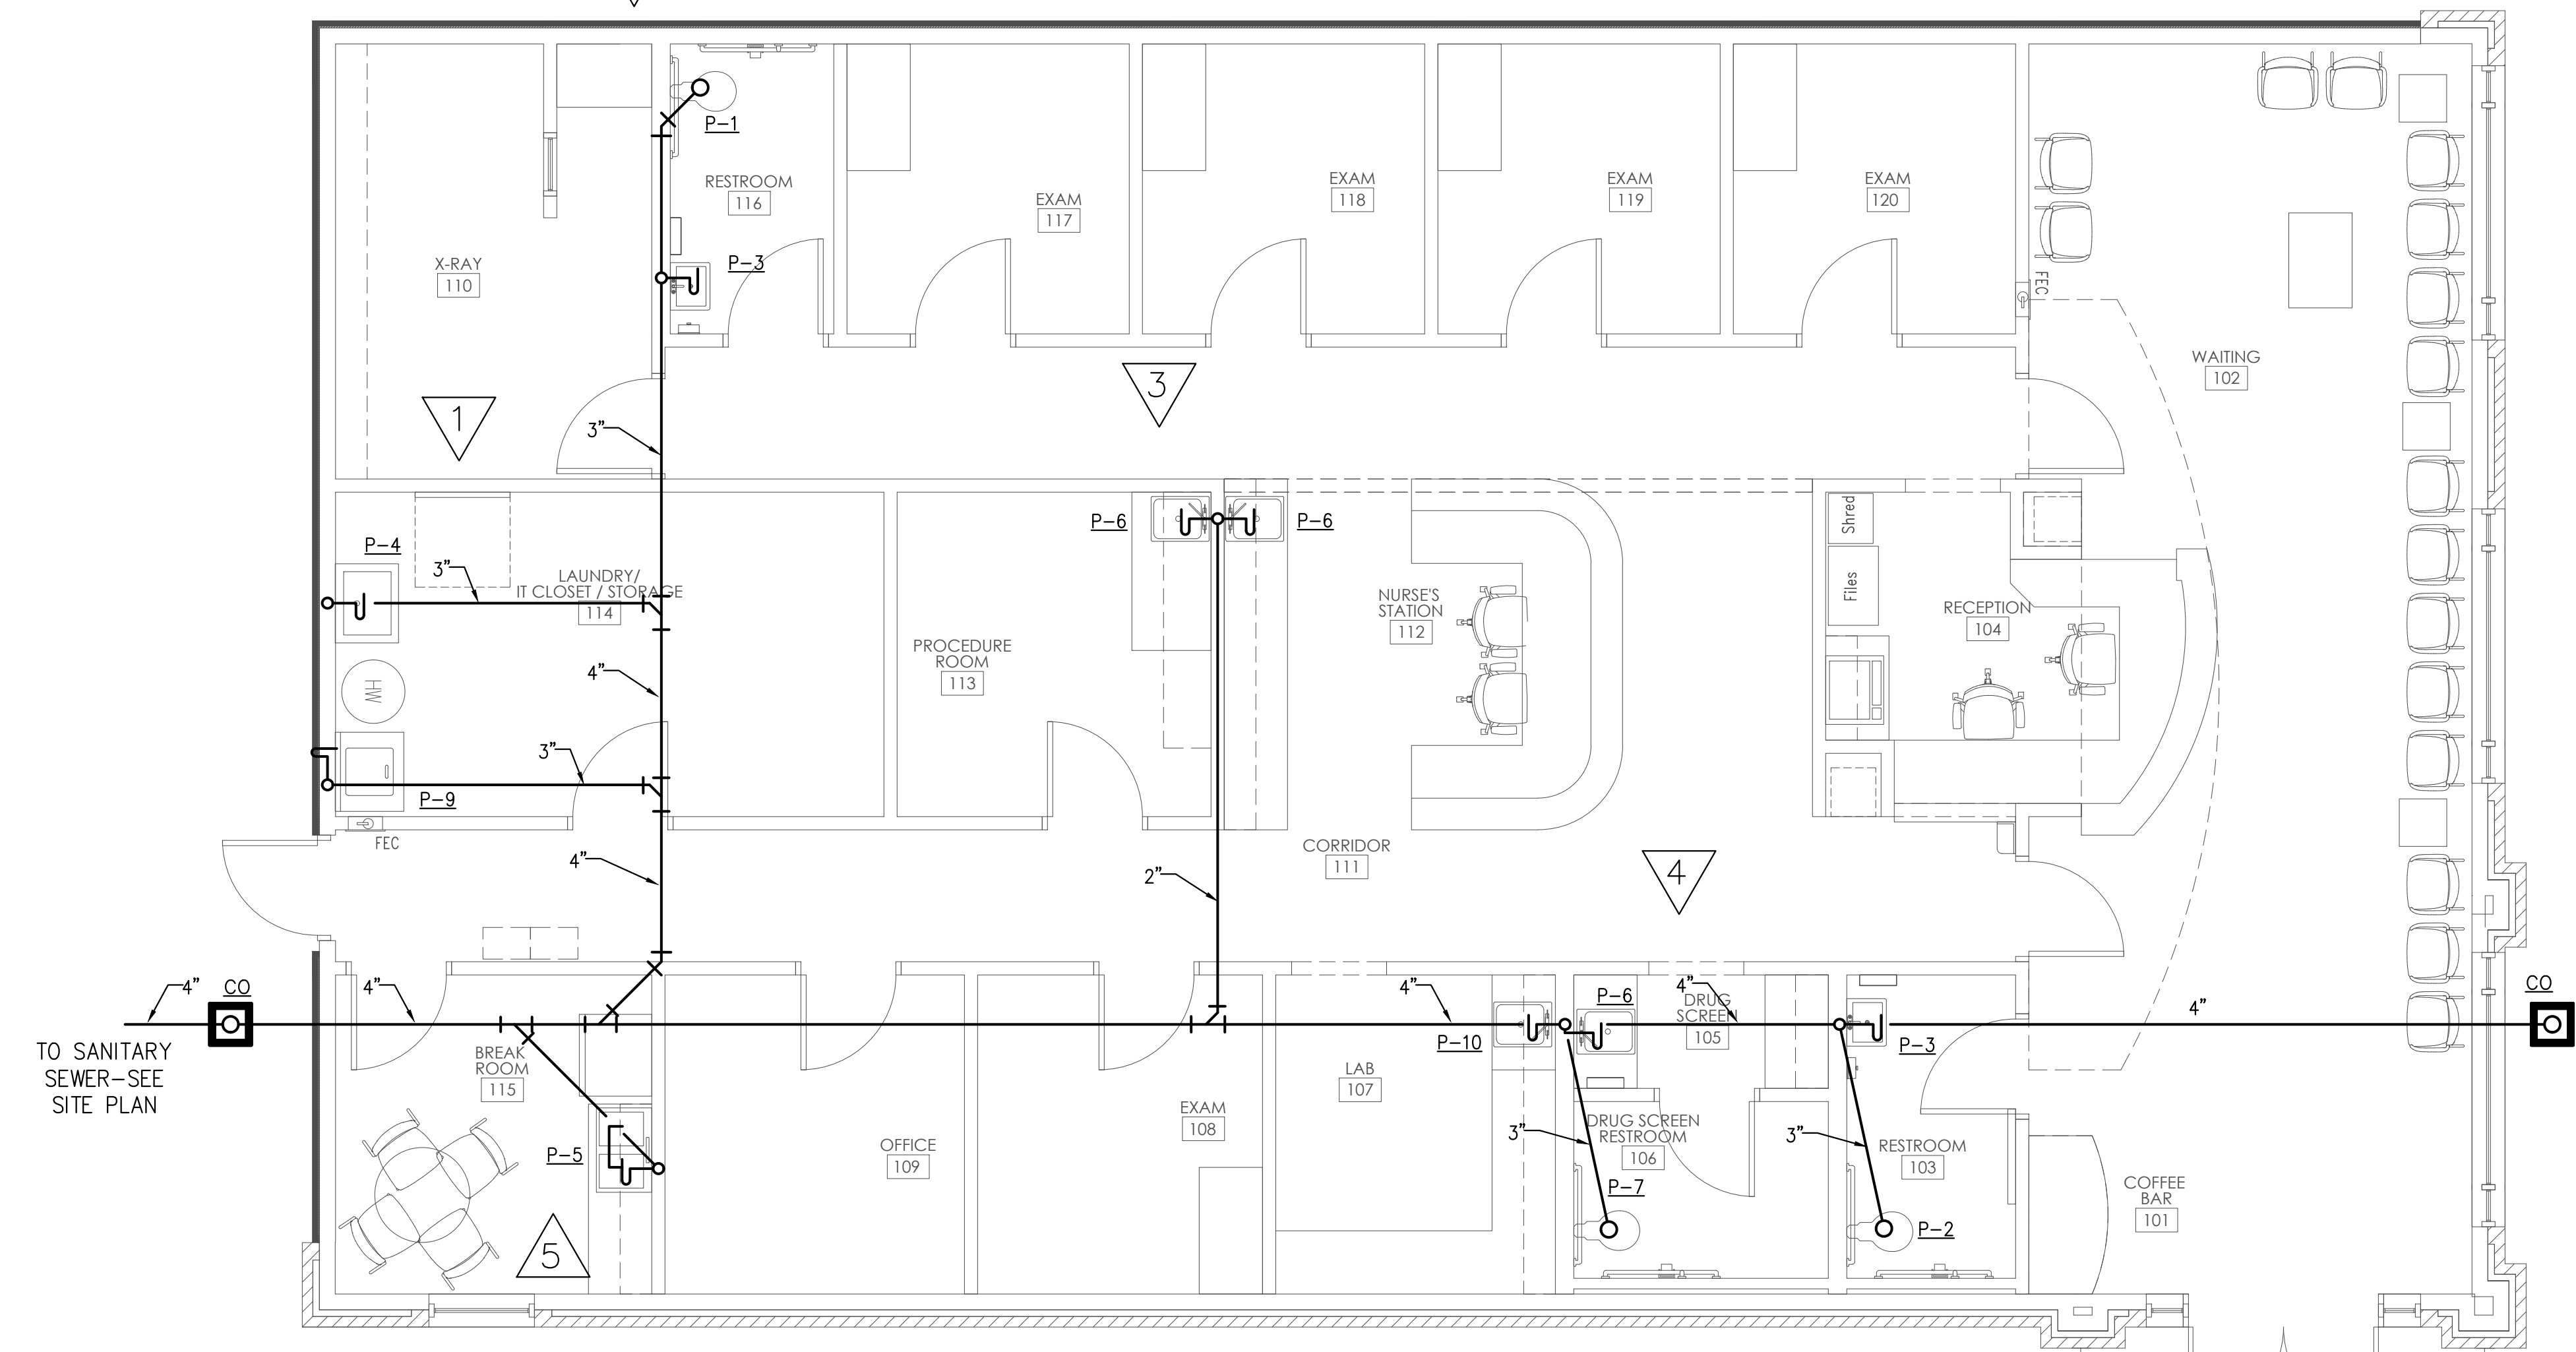 P-1
RESTROOM
116
EXAM
117
EXAM
118
EXAM
119
EXAM
120
X-RAY
110
P-3
FEC
WAITING
102
3
1
3"
P-6
P-6
Shred
Files
P-4
3"
LAUNDRY/
IT CLOSET / STORAGE
114
NURSE'S
STATION
112
RECEPTION
104
PROCEDURE
ROOM
113
4"
HW
3"
P-9
FEC
4"
2"
CORRIDOR
111
4
4"
CO
4"
4"
P-6
4"
DRUG
SCREEN
105
4"
CO
TO SANITARY
SEWER-SEE
SITE PLAN
BREAK
ROOM
115
P-10
P-3
LAB
107
EXAM
108
OFFICE
109
P-5
3"
DRUG SCREEN
RESTROOM
106
3"
RESTROOM
103
P-7
P-2
COFFEE
BAR
101
5